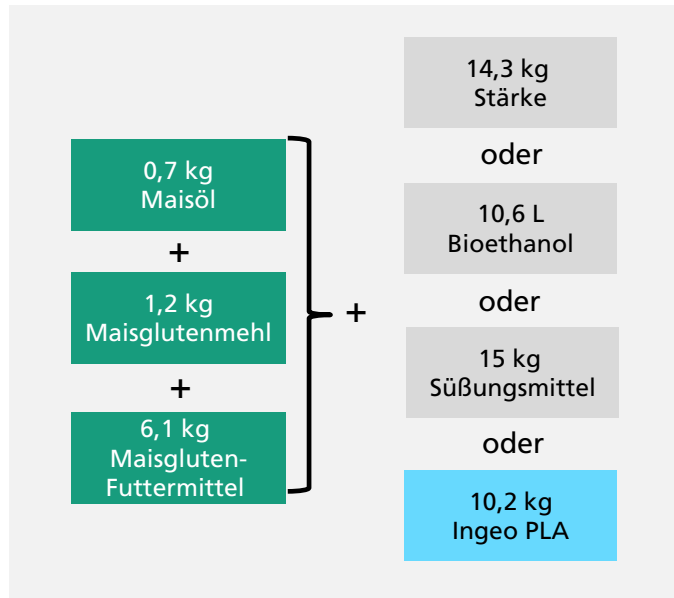 0,7 kg
Maisöl
+
1,2 kg
Maisglutenmehl
+
6,1 kg
Maisgluten-
Futtermittel
+
14,3 kg
Stärke
oder
10,6 L
Bioethanol
oder
15 kg
Süßungsmittel
oder
10,2 kg
Ingeo PLA